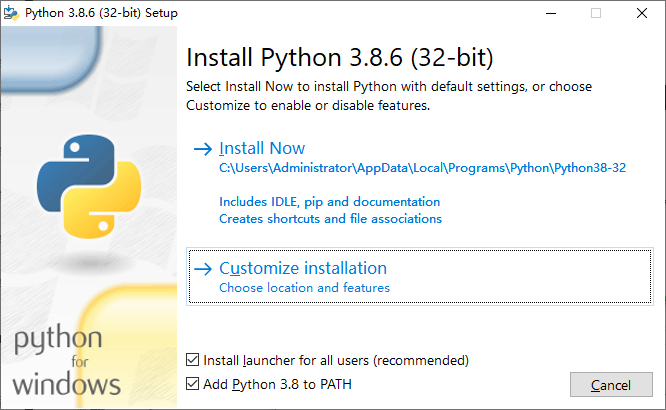 Python 3.8.6 (32-bit) Setup
Install Python 3.8.6 (32-bit)
Select Install Now to install Python with default settings, or choose
Customize to enable or disable features.
Install Now
C:\Users\Administrator\AppData\Local\Programs\Python\Python38-32
Includes IDLE, pip and documentation
Creates shortcuts and file associations
Customize installation
Choose location and features
python
for
windows
Install launcher for all users (recommended)
Add Python 3.8 to PATH
Cancel